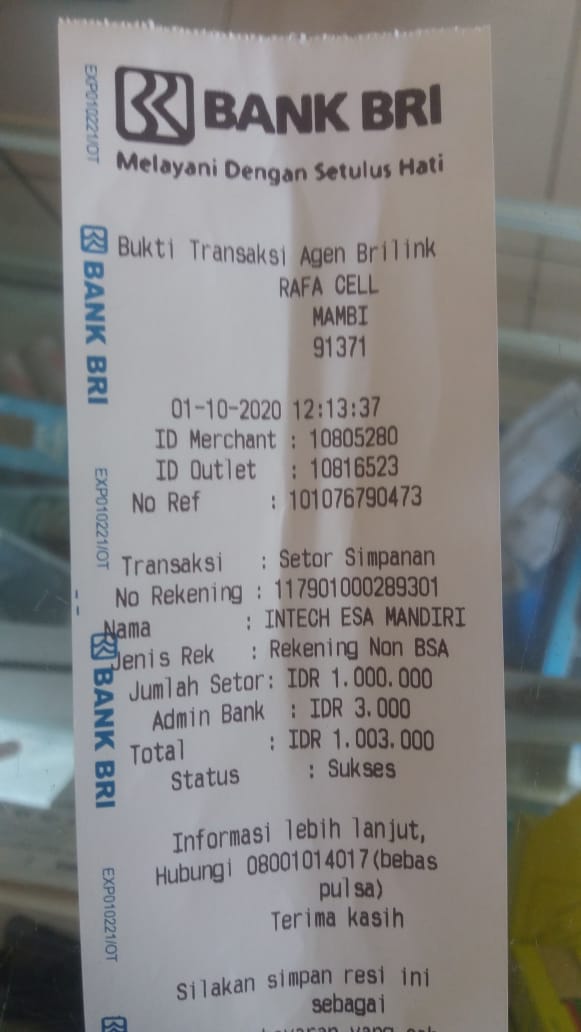 BANK BRI
Melayani Dengan Setulus Hati
Bukti Transaksi Agen Brilink
RAFA CELL
MAMBI
91371
01-10-2020 12:13:37
ID Merchant : 10805280
ID Outlet : 10816523
No Ref : 101076790473
Transaksi : Setor Simpanan
No Rekening : 117901000289301
Nama : INTECH ESA MANDIRI
Jenis Rek : Rekening Non BSA
Jumlah Setor: IDR 1.000.000
Admin Bank : IDR 3.000
Total : IDR 1.003.000
Status : Sukses
Informasi lebih lanjut,
Hubungi 08001014017(bebas
pulsa)
Terima kasih
Silakan simpan resi ini
sebagai
EXP010221/OT
BANK BRI
EXP010221/OT
BANK BRI
EXP010221/OT